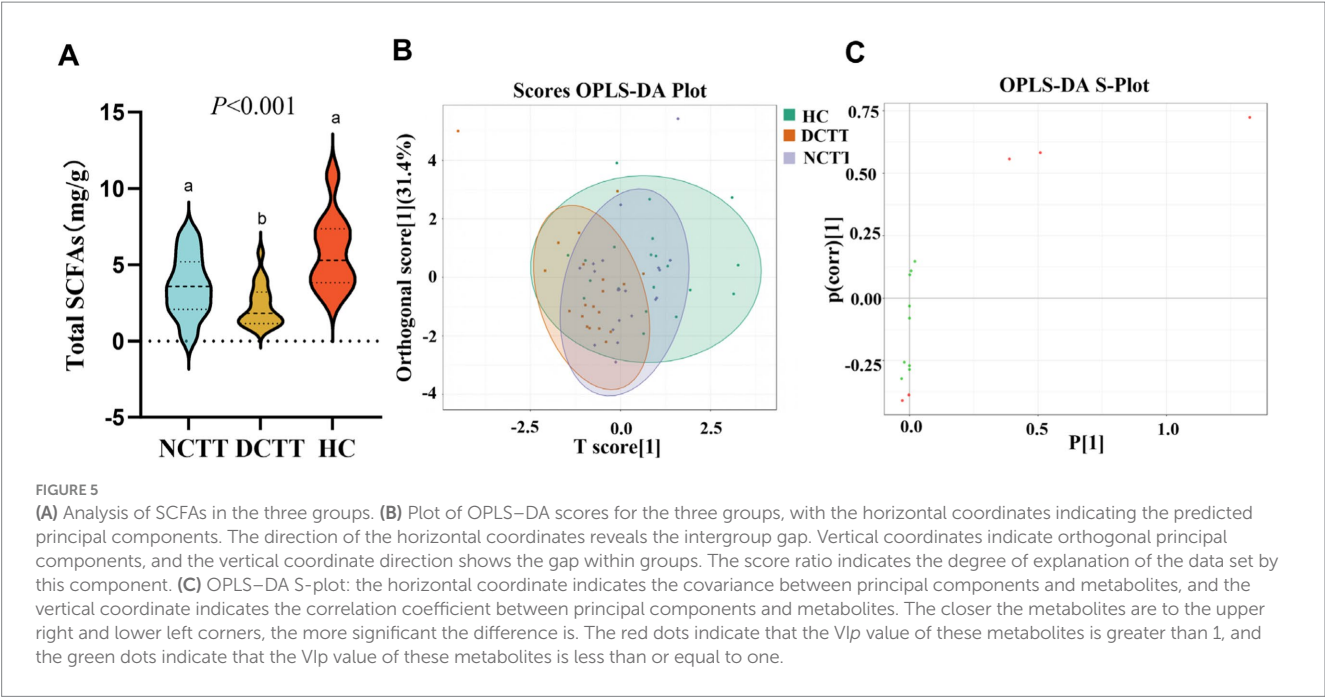 A
P<0.001
Total SCFAs(mg/g)
15
10
5
0
-5
a
b
a
NCTT DCTT HC
B
Scores OPLS-DA Plot
Orthogonal score[1](31.4%)
4
2
0
-2
-4
-2.5
0.0
2.5
T score[1]
HC
DCTT
NCTT
C
OPLS-DA S-Plot
p(corr)[1]
0.75
0.50
0.25
0.00
-0.25
0.0
0.5
1.0
P[1]
FIGURE 5
(A) Analysis of SCFAs in the three groups. (B) Plot of OPLS–DA scores for the three groups, with the horizontal coordinates indicating the predicted
principal components. The direction of the horizontal coordinates reveals the intergroup gap. Vertical coordinates indicate orthogonal principal
components, and the vertical coordinate direction shows the gap within groups. The score ratio indicates the degree of explanation of the data set by
this component. (C) OPLS–DA S-plot: the horizontal coordinate indicates the covariance between principal components and metabolites, and the
vertical coordinate indicates the correlation coefficient between principal components and metabolites. The closer the metabolites are to the upper
right and lower left corners, the more significant the difference is. The red dots indicate that the VIp value of these metabolites is greater than 1, and
the green dots indicate that the VIp value of these metabolites is less than or equal to one.